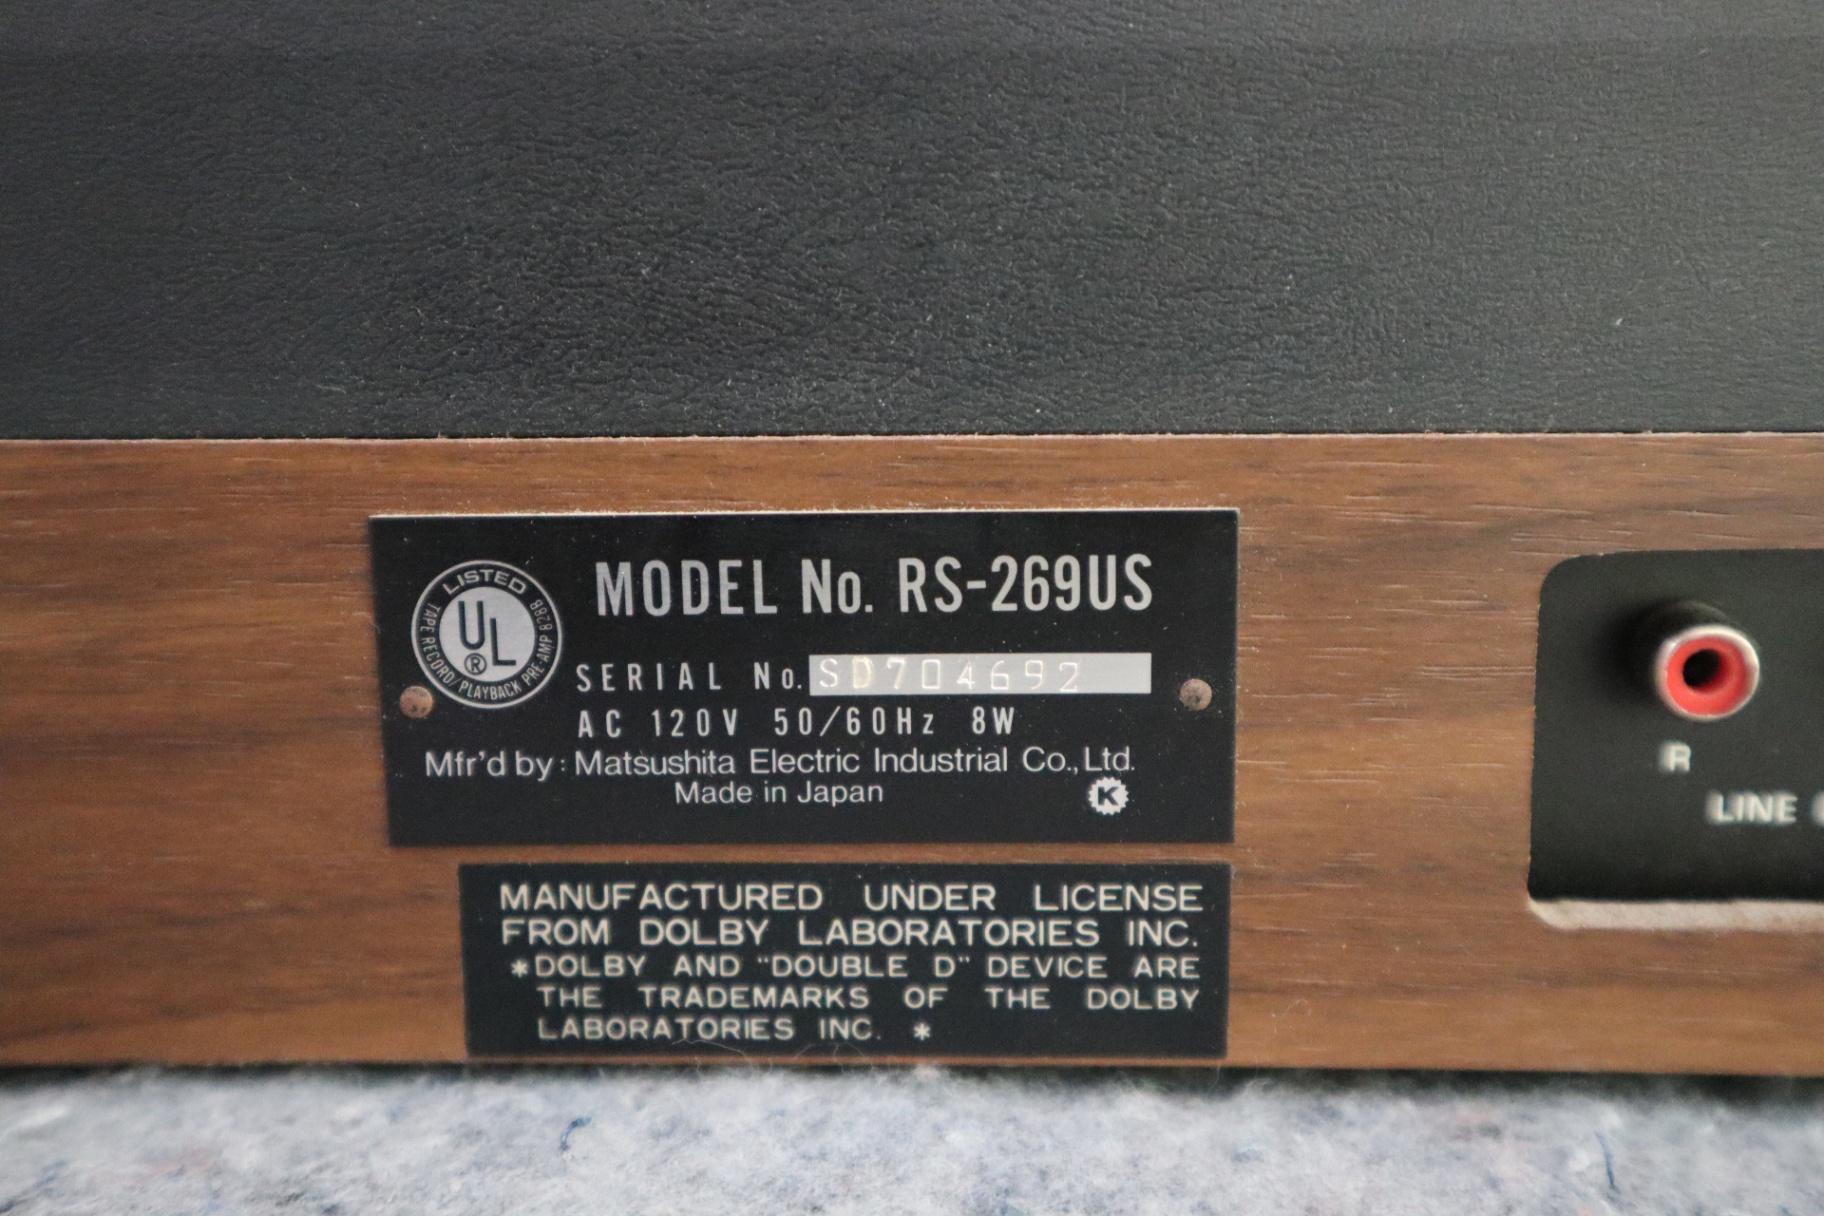 LISTED
UL
®
TAPE RECORD/PLAYBACK PRE-AMP 828B
MODEL No. RS-269US
SERIAL No. SD704692
AC 120V 50/60Hz 8W
Mfr'd by: Matsushita Electric Industrial Co., Ltd.
Made in Japan
K
MANUFACTURED UNDER LICENSE
FROM DOLBY LABORATORIES INC.
*DOLBY AND "DOUBLE D" DEVICE ARE
THE TRADEMARKS OF THE DOLBY
LABORATORIES INC. *
R
LINE